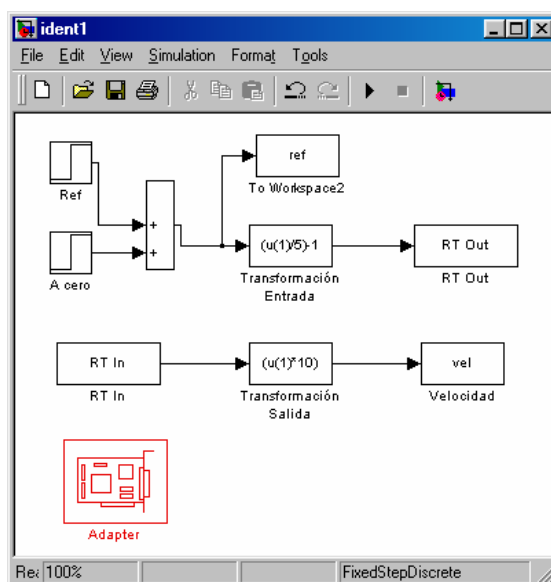 ident1
File Edit View Simulation Format Tools
ref
To Workspace2
Ref
+
+
(u(1)/5)-1
Transformación
Entrada
RT Out
RT Out
A cero
RT In
RT In
(u(1)*10)
Transformación
Salida
vel
Velocidad
Adapter
100%
FixedStepDiscrete